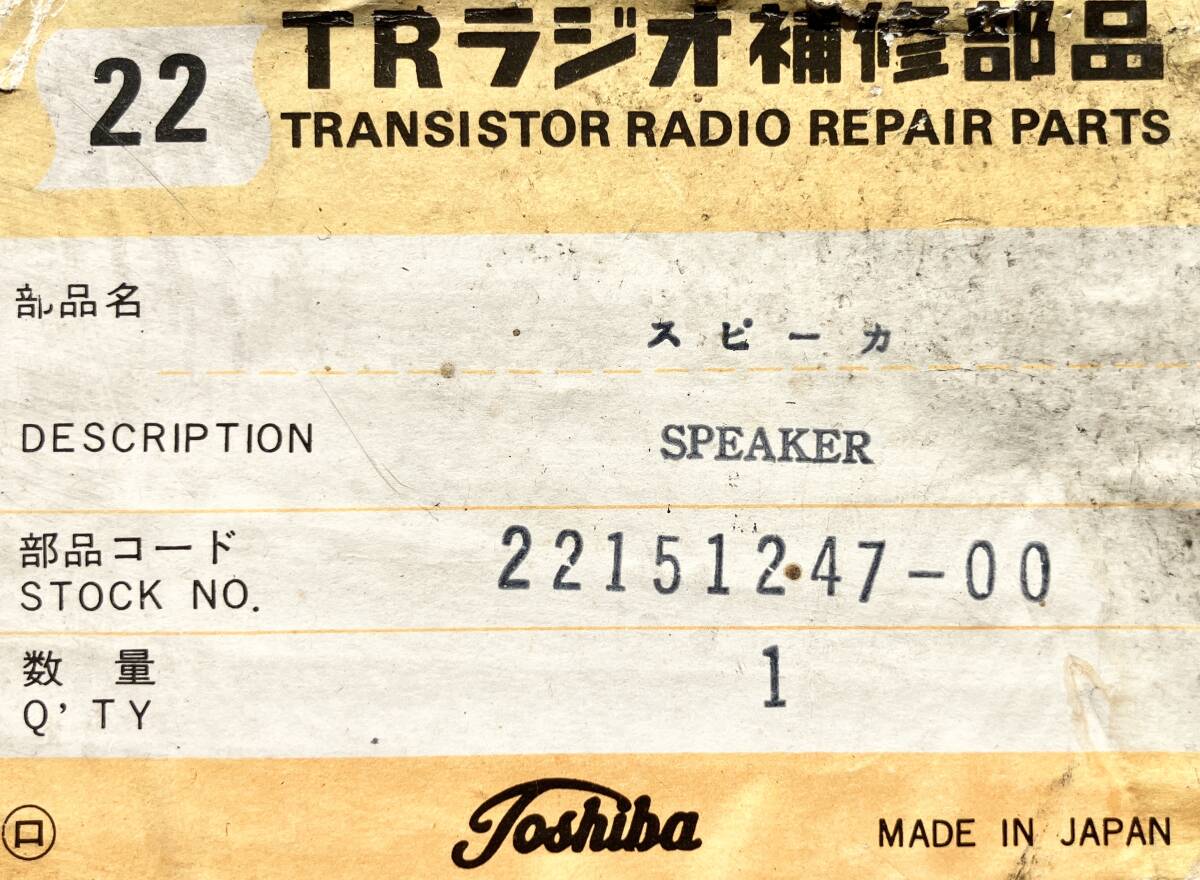 22
TRラジオ補修部品
TRANSISTOR RADIO REPAIR PARTS
部品名
スピーカ
DESCRIPTION SPEAKER
部品コード
STOCK NO. 22151247-00
数量
Q'TY 1
ロ Toshiba MADE IN JAPAN